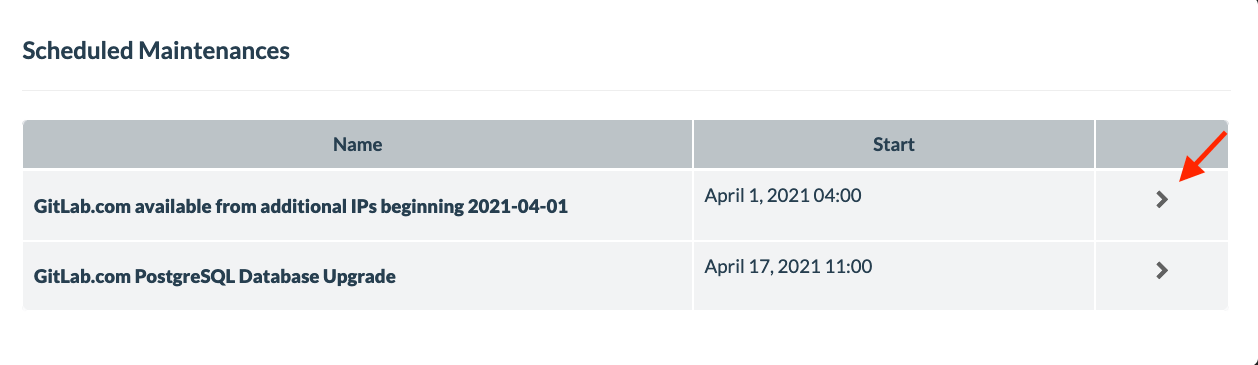 Scheduled Maintenances
Name Start
GitLab.com available from additional IPs beginning 2021-04-01 April 1, 2021 04:00
GitLab.com PostgreSQL Database Upgrade April 17, 2021 11:00